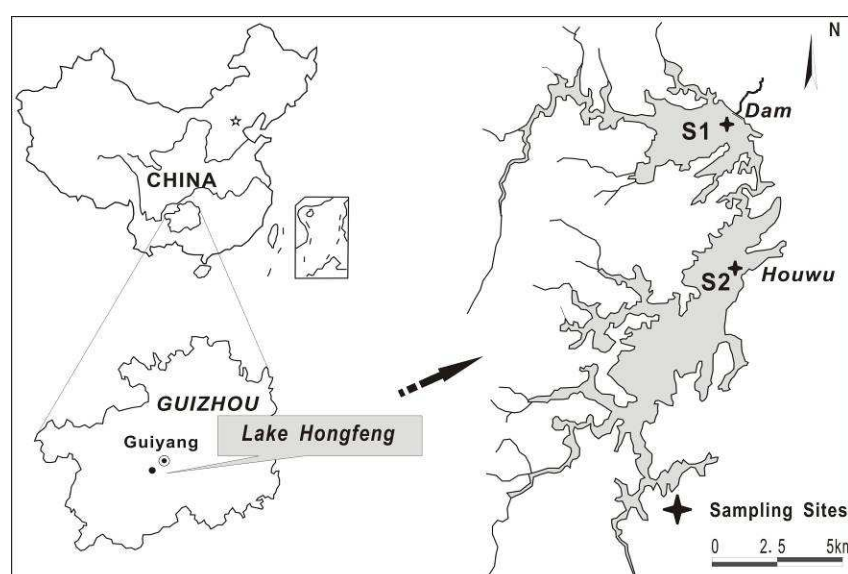 CHINA
GUIZHOU
Guiyang
Lake Hongfeng
N
Dam
S1
S2
Houwu
Sampling Sites
0 2. 5 5km